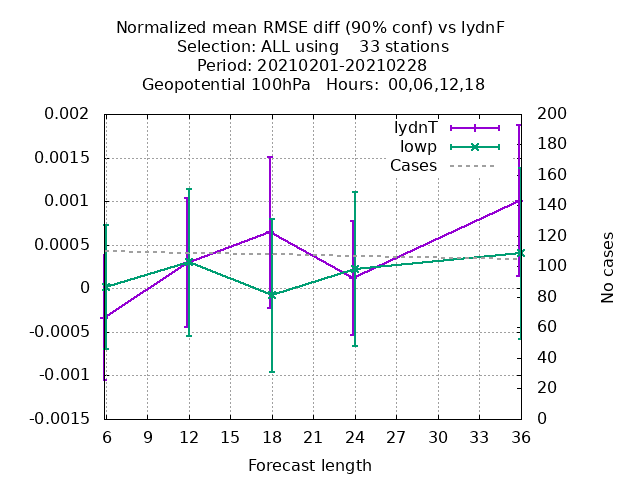 Normalized mean RMSE diff (90% conf) vs lydnF
Selection: ALL using    33 stations
Period: 20210201-20210228
Geopotential 100hPa   Hours: 00,06,12,18
0.002
0.0015
0.001
0.0005
0
-0.0005
-0.001
-0.0015
200
180
160
140
120
100
80
60
40
20
0
lydnT
lowp
Cases
No cases
6 9 12 15 18 21 24 27 30 33 36
Forecast length